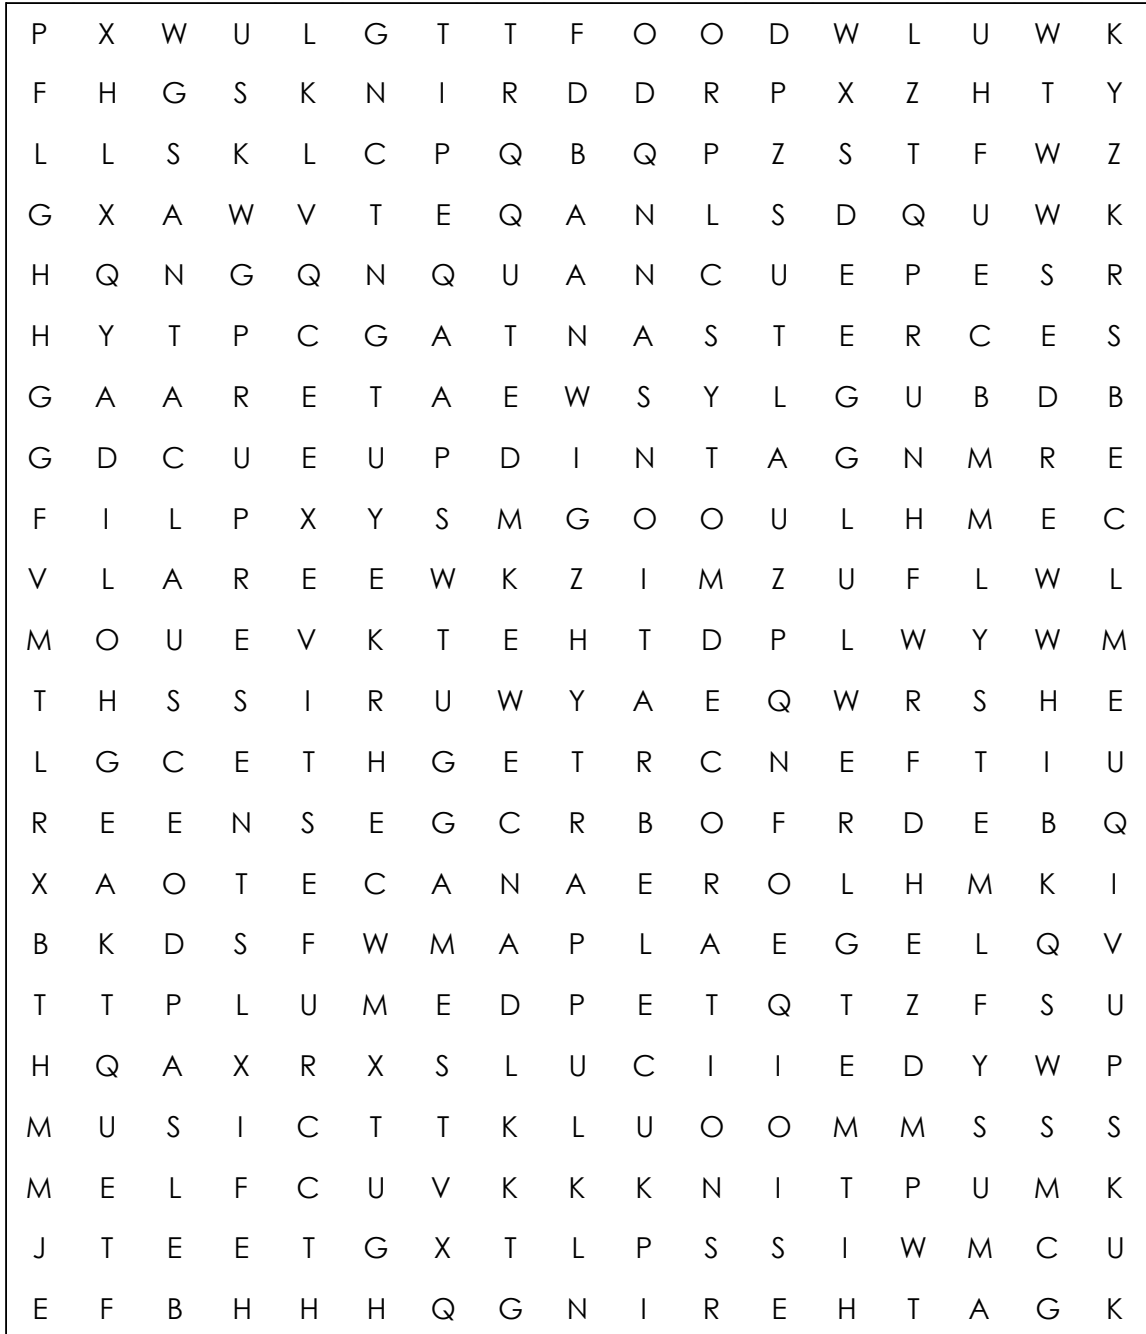 P X W U L G T T F O O D W L U W K
F H G S K N I R D D R P X Z H T Y
L L S K L C P Q B Q P Z S T F W Z
G X A W V T E Q A N L S D Q U W K
H Q N G Q N Q U A N C U E P E S R
H Y T P C G A T N A S T E R C E S
G A A R E T A E W S Y L G U B D B
G D C U E U P D I N T A G N M R E
F I L P X Y S M G O O U L H M E C
V L A R E E W K Z I M Z U F L W L
M O U E V K T E H T D P L W Y W M
T H S S I R U W Y A E Q W R S H E
L G C E T H G E T R C N E F T I U
R E E N S E G C R B O F R D E B Q
X A O T E C A N A E R O L H M K I
B K D S F W M A P L A E G E L Q V
T T P L U M E D P E T Q T Z F S U
H Q A X R X S L U C I I E D Y W P
M U S I C T T K L U O O M M S S S
M E L F C U V K K K N I T P U M K
J T E E T G X T L P S S I W M C U
E F B H H H Q G N I R E H T A G K